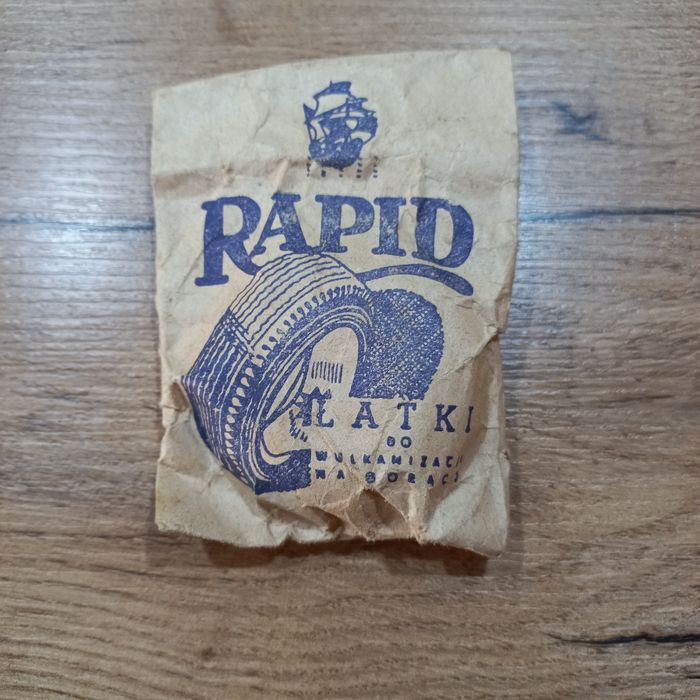 RAPID
ŁATKI
DO
WULKANIZACJI
NA GORĄCO